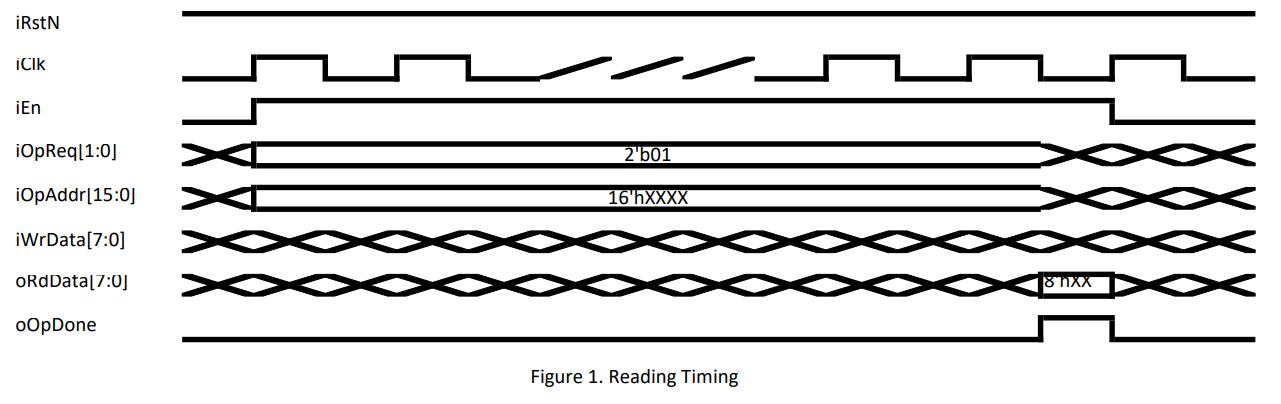 iRstN
iClk
iEn
iOpReq[1:0]
2'b01
iOpAddr[15:0]
16'hXXXX
iWrData[7:0]
oRdData[7:0]
8'hXX
oOpDone
Figure 1. Reading Timing